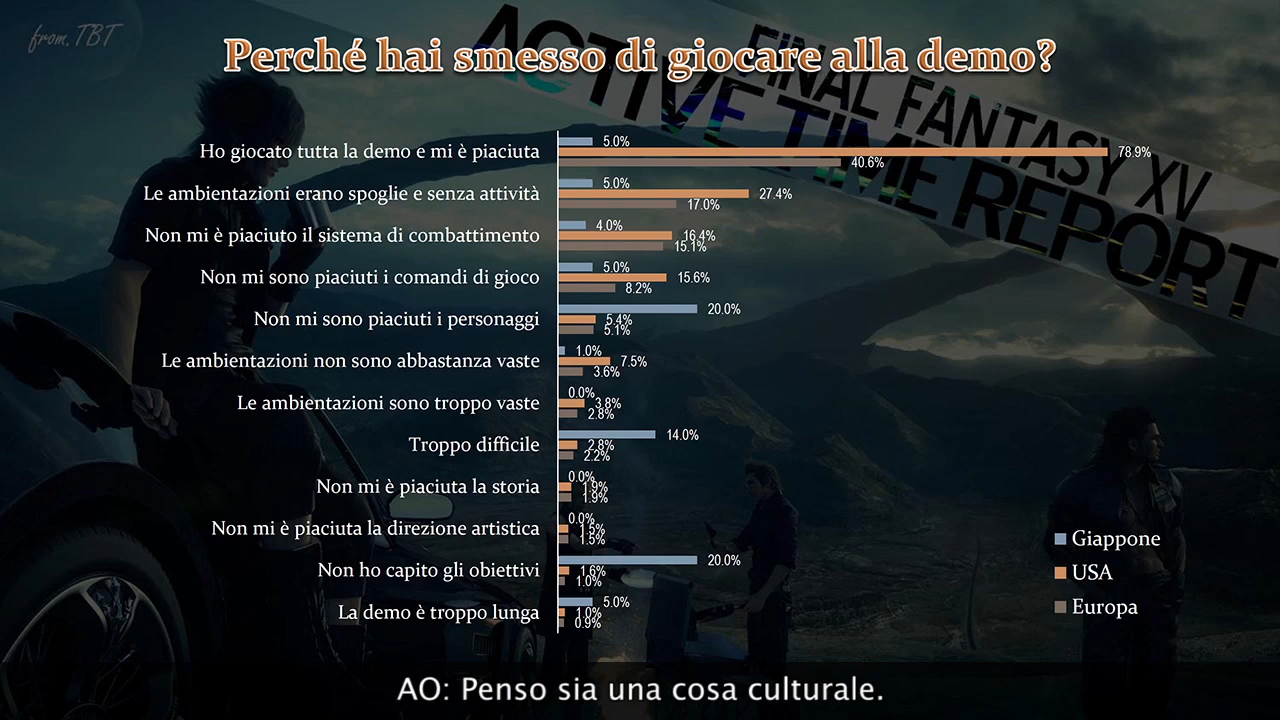 from. TBT
Perché hai smesso di giocare alla demo?
FINAL FANTASY XV
ACTIVE TIME REPORT
Ho giocato tutta la demo e mi è piaciuta
5.0%
78.9%
40.6%
Le ambientazioni erano spoglie e senza attività
5.0%
27.4%
17.0%
Non mi è piaciuto il sistema di combattimento
4.0%
16.4%
15.1%
Non mi sono piaciuti i comandi di gioco
5.0%
15.6%
8.2%
Non mi sono piaciuti i personaggi
20.0%
5.4%
5.1%
Le ambientazioni non sono abbastanza vaste
1.0%
7.5%
3.6%
Le ambientazioni sono troppo vaste
0.0%
3.8%
2.8%
Troppo difficile
14.0%
2.8%
2.2%
Non mi è piaciuta la storia
0.0%
1.9%
1.9%
Non mi è piaciuta la direzione artistica
0.0%
1.5%
1.5%
Non ho capito gli obiettivi
20.0%
1.6%
1.0%
La demo è troppo lunga
5.0%
1.0%
0.9%
Giappone
USA
Europa
AO: Penso sia una cosa culturale.